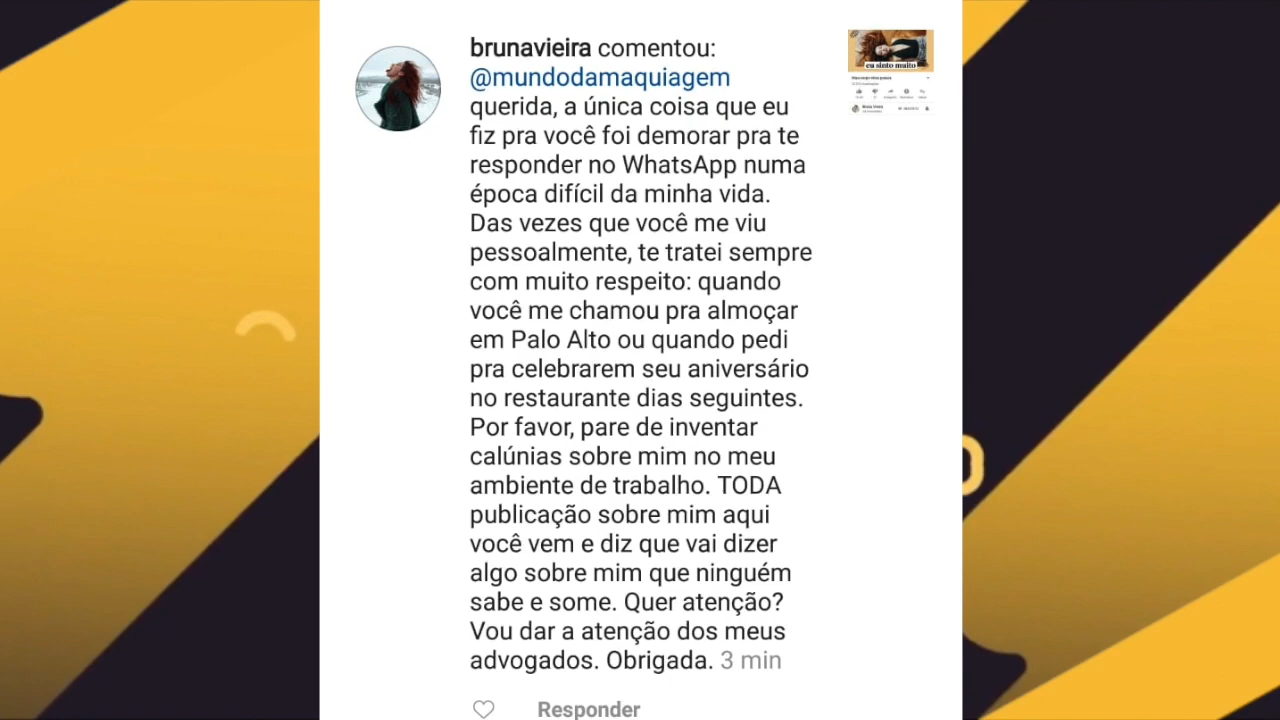 brunavieira comentou:
@mundodamaquiagem
querida, a única coisa que eu
fiz pra você foi demorar pra te
responder no WhatsApp numa
época difícil da minha vida.
Das vezes que você me viu
pessoalmente, te tratei sempre
com muito respeito: quando
você me chamou pra almoçar
em Palo Alto ou quando pedi
pra celebrarem seu aniversário
no restaurante dias seguintes.
Por favor, pare de inventar
calúnias sobre mim no meu
ambiente de trabalho. TODA
publicação sobre mim aqui
você vem e diz que vai dizer
algo sobre mim que ninguém
sabe e some. Quer atenção?
Vou dar a atenção dos meus
advogados. Obrigada. 3 min
Responder
eu sinto muito